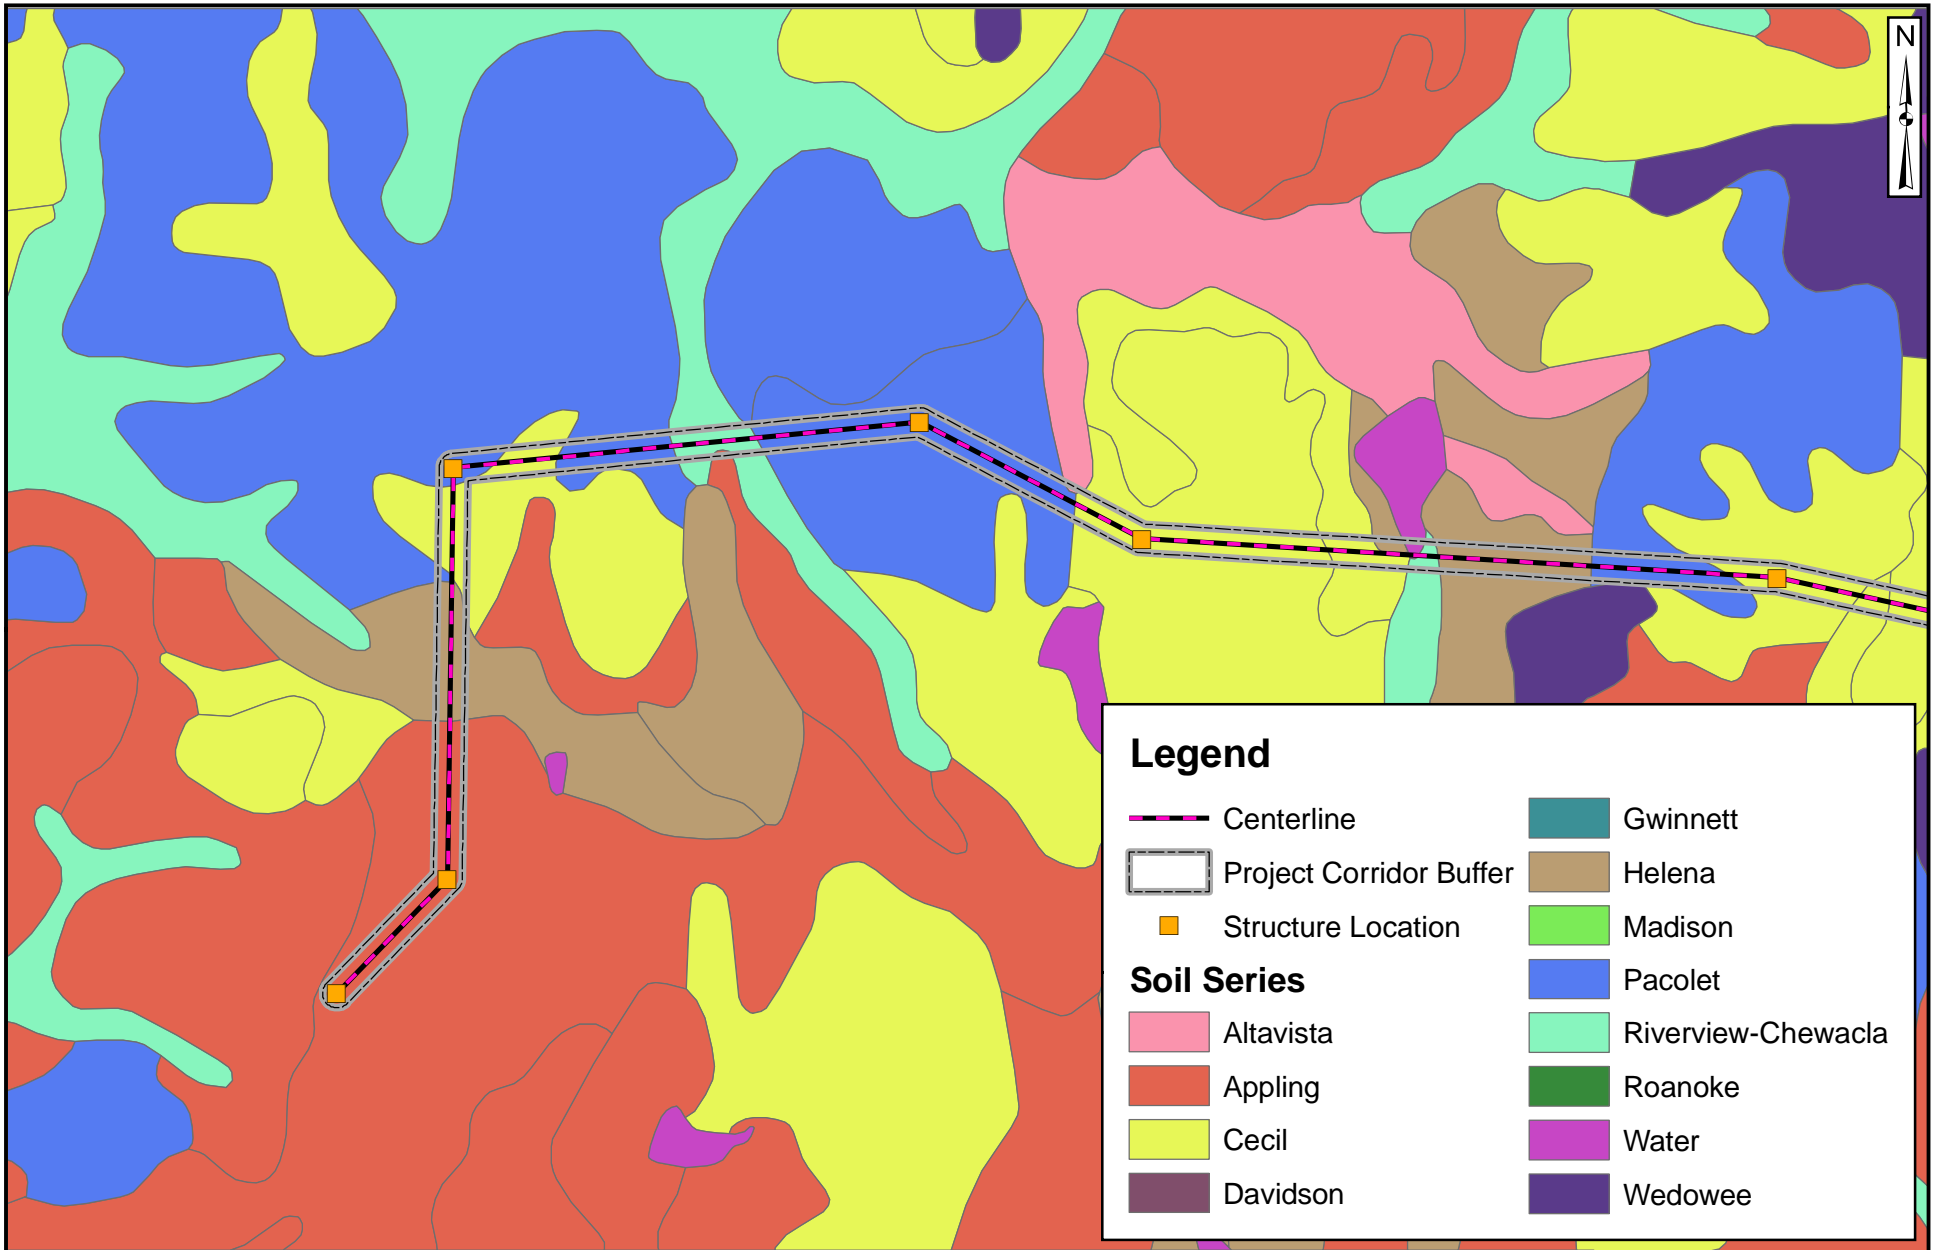 N
Legend
Centerline
Project Corridor Buffer
Structure Location
Soil Series
Altavista
Appling
Cecil
Davidson
Gwinnett
Helena
Madison
Pacolet
Riverview-Chewacla
Roanoke
Water
Wedowee